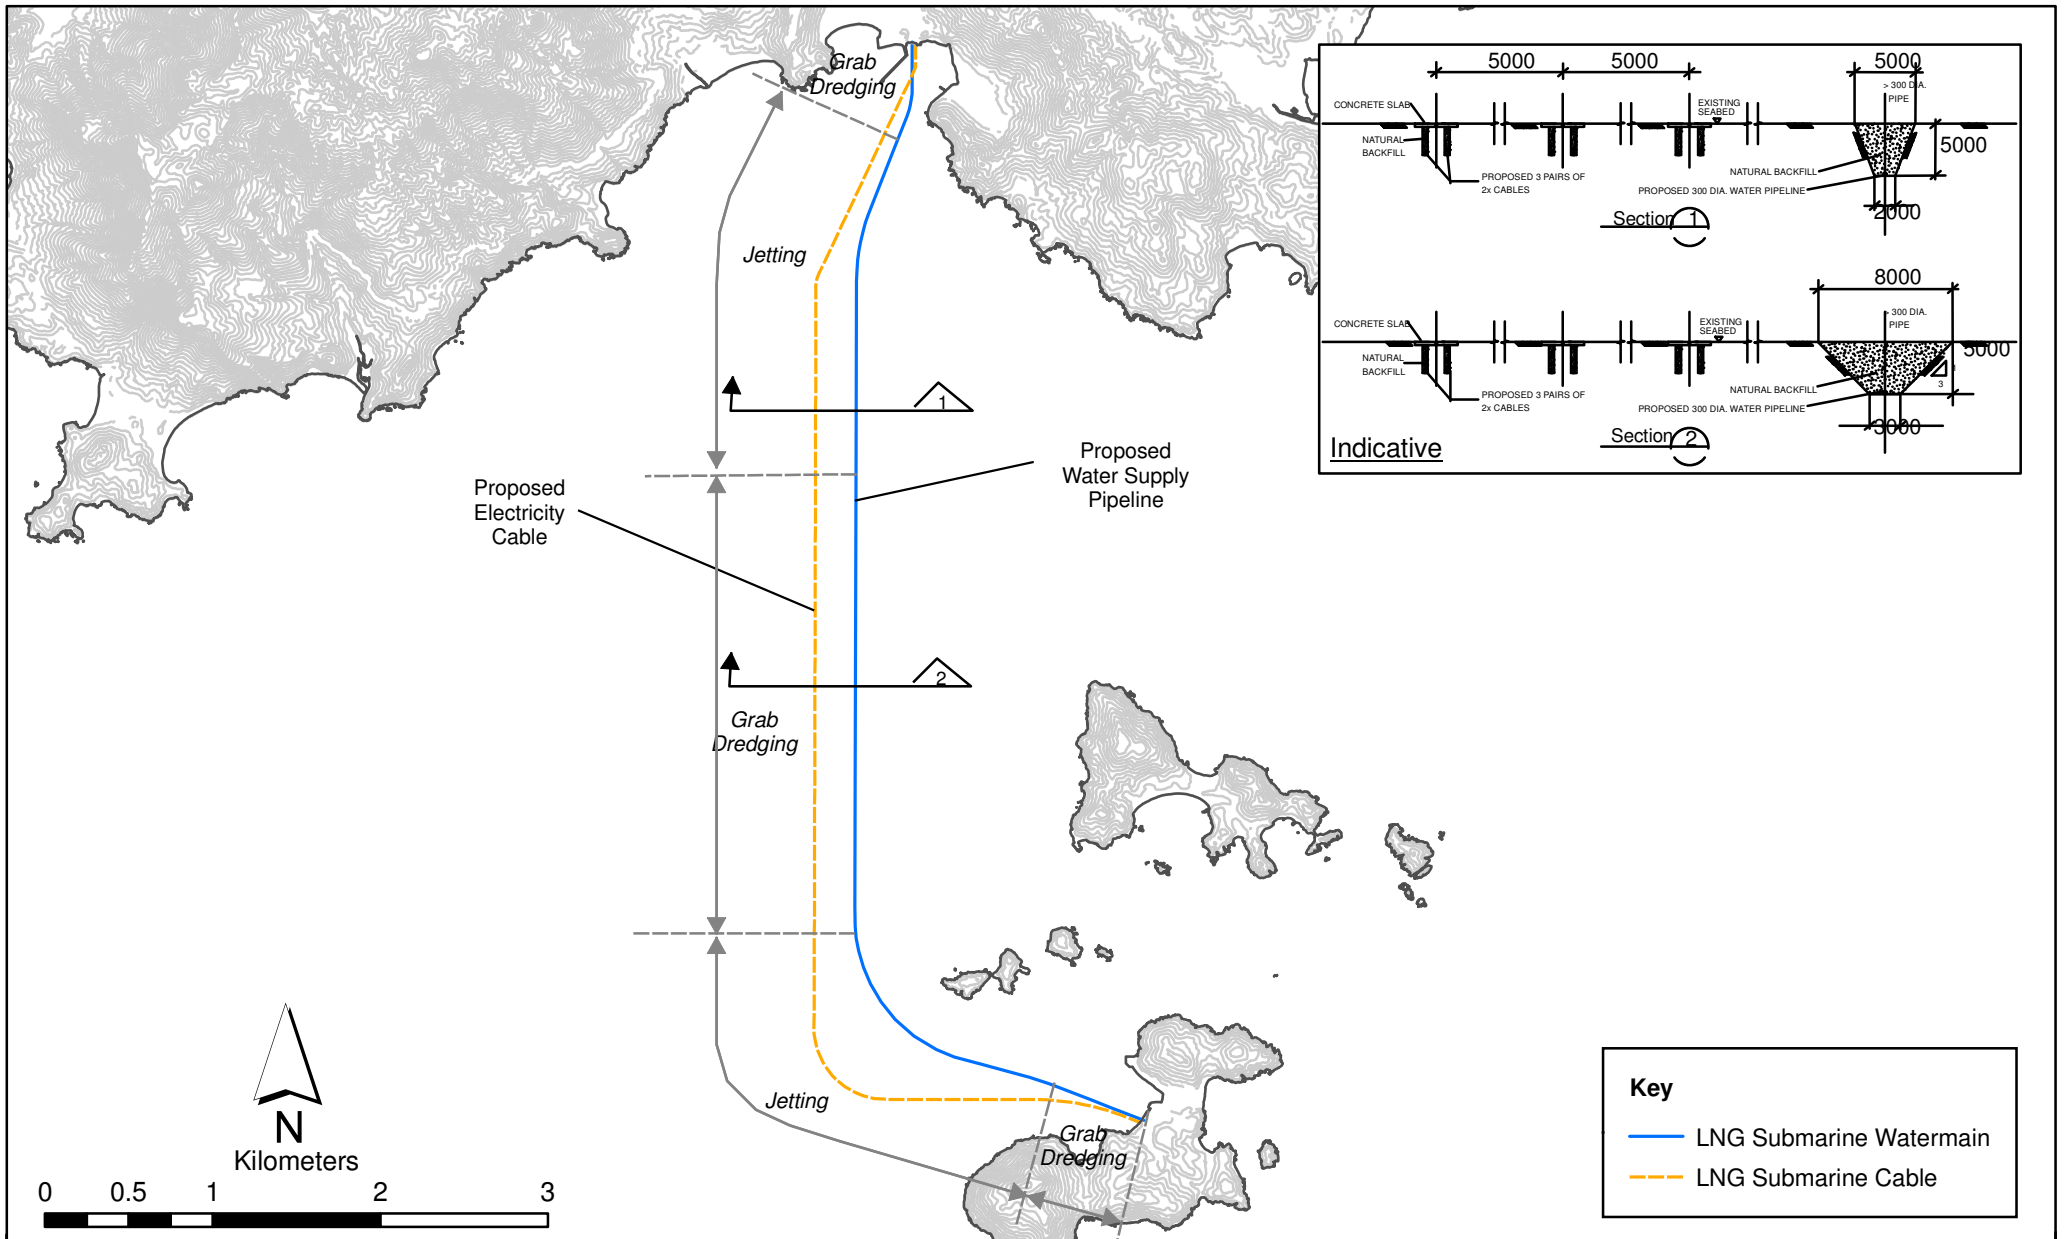 Grab
Dredging
Jetting
1
Proposed
Water Supply
Pipeline
Proposed
Electricity
Cable
2
Grab
Dredging
Jetting
Grab
Dredging
N
Kilometers
0 0.5 1 2 3
5000 5000 5000
> 300 DIA.
PIPE
CONCRETE SLAB
EXISTING
SEABED
NATURAL
BACKFILL
5000
NATURAL BACKFILL
PROPOSED 3 PAIRS OF
2x CABLES
PROPOSED 300 DIA. WATER PIPELINE
2000
Section 1
8000
300 DIA.
PIPE
CONCRETE SLAB
EXISTING
SEABED
5000
NATURAL
BACKFILL
3
NATURAL BACKFILL
PROPOSED 3 PAIRS OF
2x CABLES
PROPOSED 300 DIA. WATER PIPELINE
3000
Section 2
Indicative
Key
LNG Submarine Watermain
LNG Submarine Cable